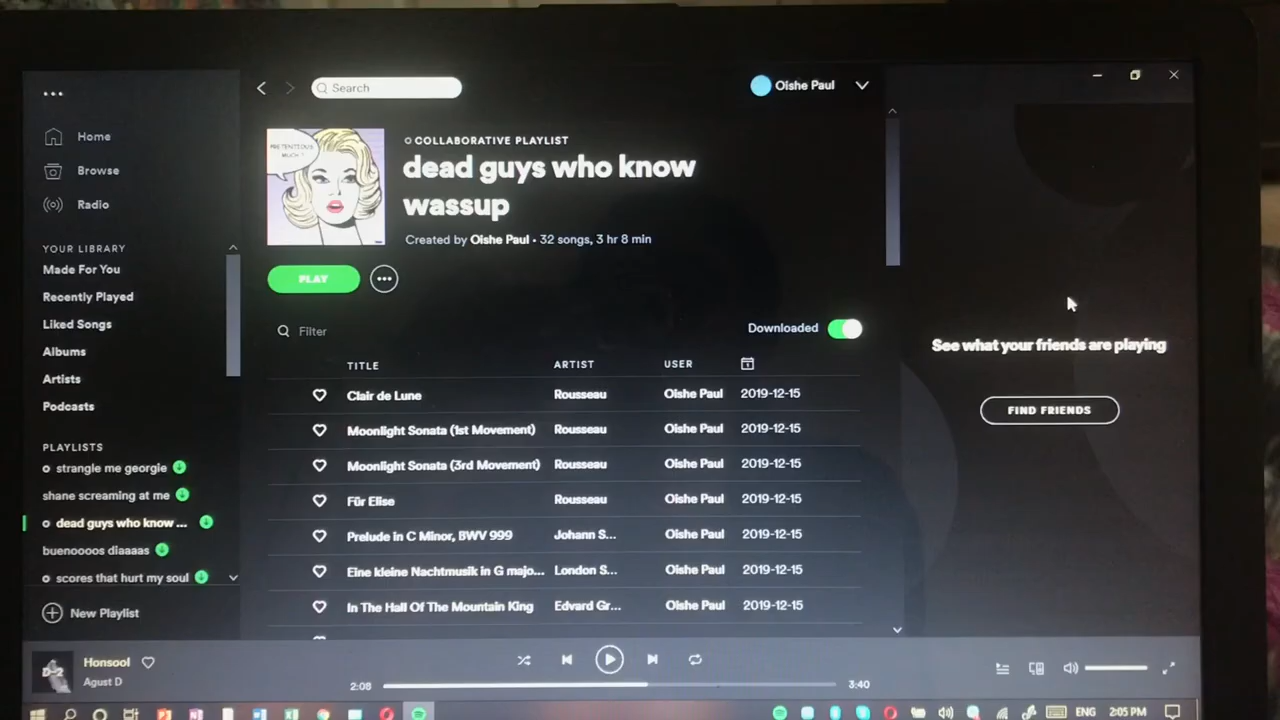 Search
Oishe Paul
Home
Browse
Radio
YOUR LIBRARY
Made For You
Recently Played
Liked Songs
Albums
Artists
Podcasts
PLAYLISTS
strangle me georgie
shane screaming at me
dead guys who know ...
buenooooos diaaaas
scores that hurt my soul
New Playlist
PRETENTIOUS
MUCH?
COLLABORATIVE PLAYLIST
dead guys who know
wassup
Created by Oishe Paul • 32 songs, 3 hr 8 min
PLAY
Filter
Downloaded
TITLE ARTIST USER
Clair de Lune Rousseau Oishe Paul 2019-12-15
Moonlight Sonata (1st Movement) Rousseau Oishe Paul 2019-12-15
Moonlight Sonata (3rd Movement) Rousseau Oishe Paul 2019-12-15
Für Elise Rousseau Oishe Paul 2019-12-15
Prelude in C Minor, BWV 999 Johann S... Oishe Paul 2019-12-15
Eine kleine Nachtmusik in G majo... London S... Oishe Paul 2019-12-15
In The Hall Of The Mountain King Edvard Gr... Oishe Paul 2019-12-15
See what your friends are playing
FIND FRIENDS
Honsool
Agust D
D-2
2:08
3:40
ENG 2:05 PM